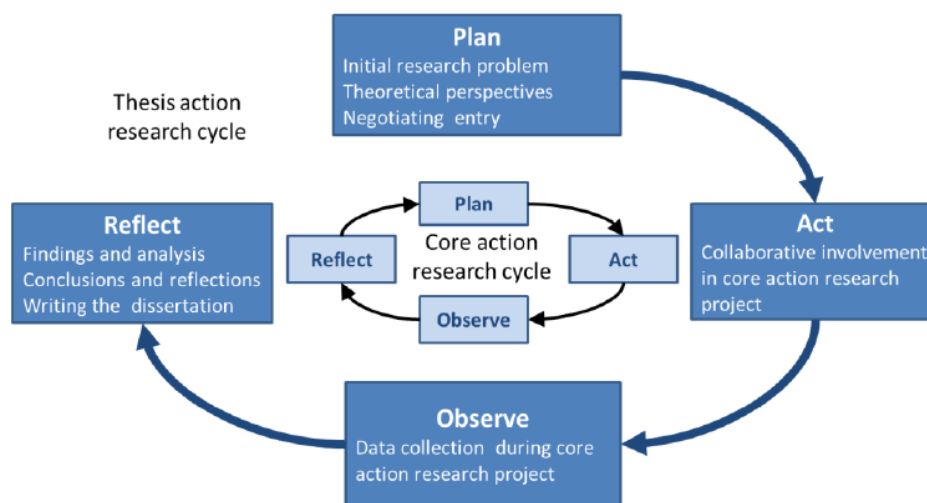 Plan
Initial research problem
Theoretical perspectives
Negotiating entry
Thesis action
research cycle
Reflect
Findings and analysis
Conclusions and reflections
Writing the dissertation
Plan
Core action
research cycle
Reflect
Act
Observe
Act
Collaborative involvement
in core action research
project
Observe
Data collection during core
action research project